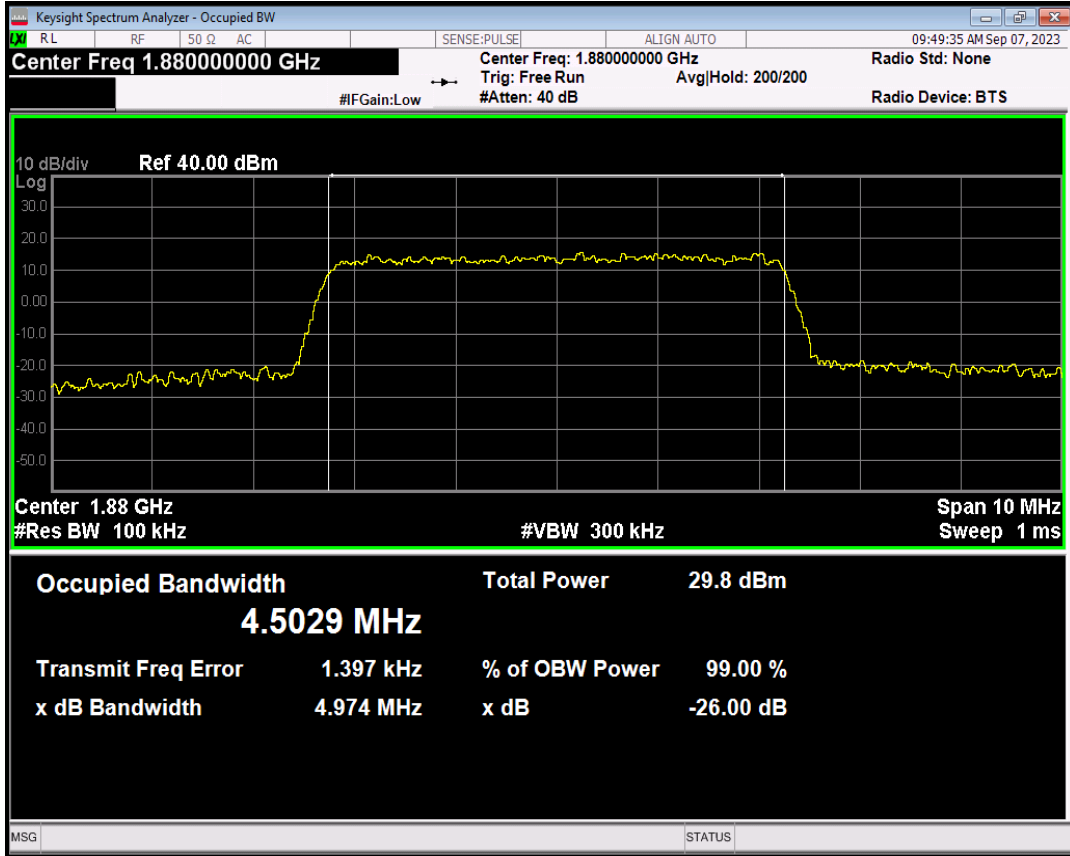 Keysight Spectrum Analyzer - Occupied BW
LXI RL RF 50 Ω AC SENSE:PULSE ALIGN AUTO 09:49:35 AM Sep 07, 2023
Center Freq 1.880000000 GHz
Center Freq: 1.880000000 GHz
Radio Std: None
Trig: Free Run Avg|Hold: 200/200
#IFGain:Low #Atten: 40 dB Radio Device: BTS
10 dB/div Ref 40.00 dBm
Log
30.0
20.0
10.0
0.00
-10.0
-20.0
-30.0
-40.0
-50.0
Center 1.88 GHz Span 10 MHz
#Res BW 100 kHz #VBW 300 kHz Sweep 1 ms
Occupied Bandwidth Total Power 29.8 dBm
4.5029 MHz
Transmit Freq Error 1.397 kHz % of OBW Power 99.00 %
x dB Bandwidth 4.974 MHz x dB -26.00 dB
MSG STATUS